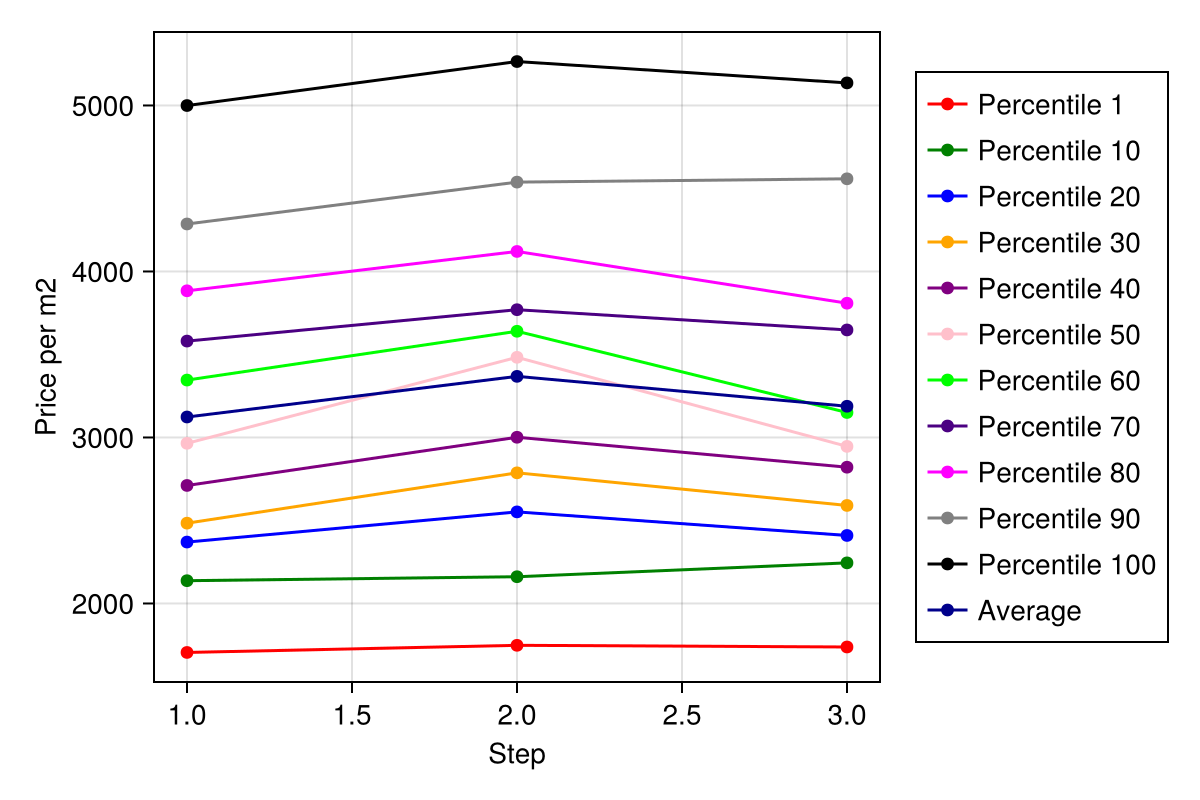 Price per m2
5000
4000
3000
2000
1.0 1.5 2.0 2.5 3.0
Step
Percentile 1
Percentile 10
Percentile 20
Percentile 30
Percentile 40
Percentile 50
Percentile 60
Percentile 70
Percentile 80
Percentile 90
Percentile 100
Average